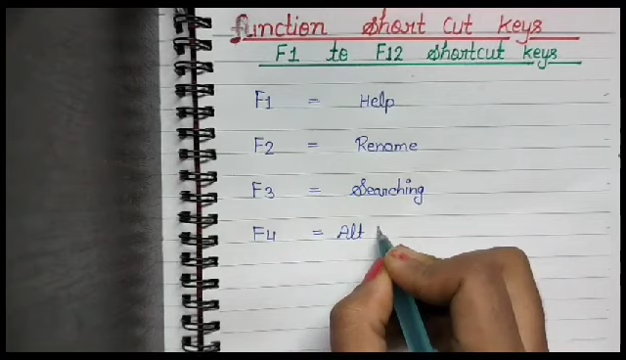 function short cut keys
F1 to F12 shortcut keys
F1 = Help
F2 = Rename
F3 = Searching
F4 = Alt